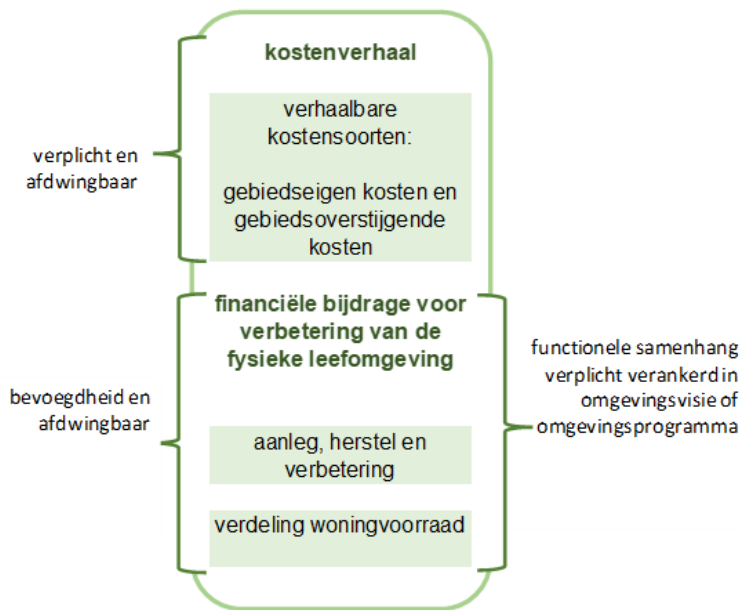 kostenverhaal
verhaalbare
kostensoorten:
gebiedseigen kosten en
gebiedsoverstijgende
kosten
verplicht en
afdwingbaar
financiële bijdrage voor
verbetering van de
fysieke leefomgeving
aanleg, herstel en
verbetering
verdeling woningvoorraad
bevoegdheid en
afdwingbaar
functionele samenhang
verplicht verankerd in
omgevingsvisie of
omgevingsprogramma